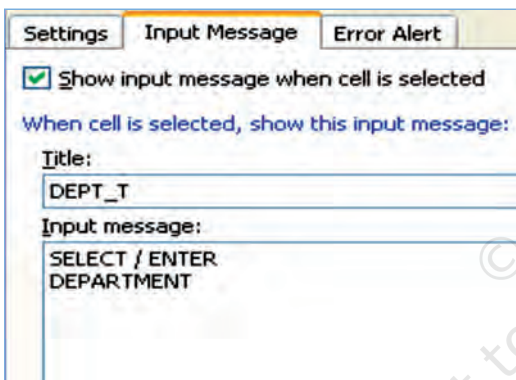 Settings Input Message Error Alert
Show input message when cell is selected
When cell is selected, show this input message:
Title:
DEPT_T
Input message:
SELECT / ENTER
DEPARTMENT
©